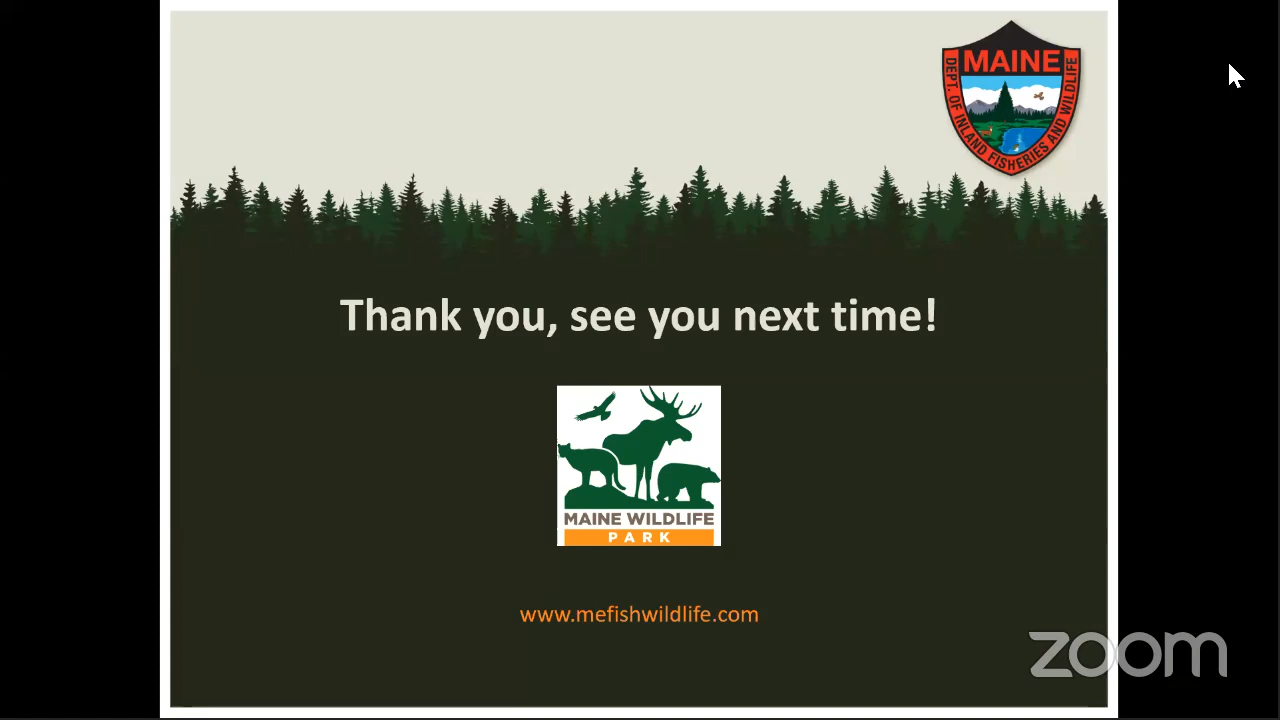 MAINE
DEPT. OF INLAND FISHERIES AND WILDLIFE
Thank you, see you next time!
MAINE WILDLIFE
PARK
www.mefishwildlife.com
zoom